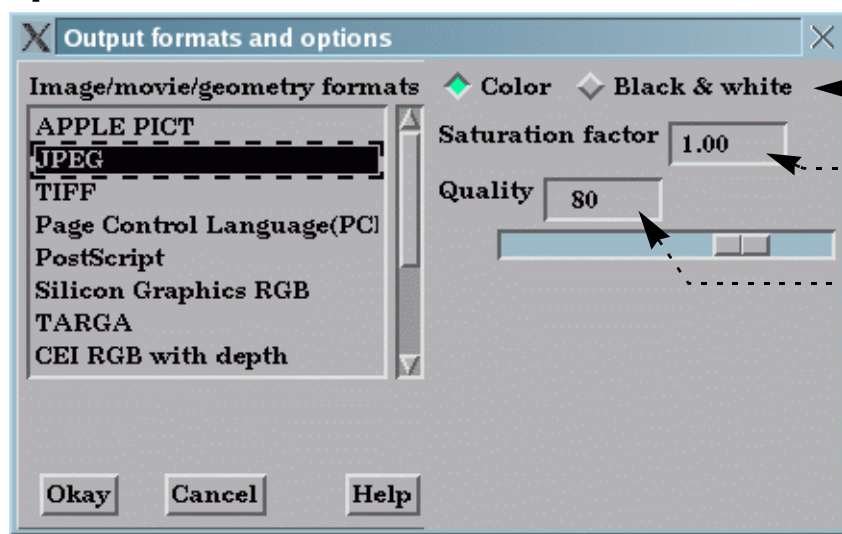 Output formats and options
Image/movie/geometry formats
APPLE PICT
JPEG
TIFF
Page Control Language(PCl
PostScript
Silicon Graphics RGB
TARGA
CEI RGB with depth
Color
Black & white
Saturation factor 1.00
Quality 80
Okay
Cancel
Help